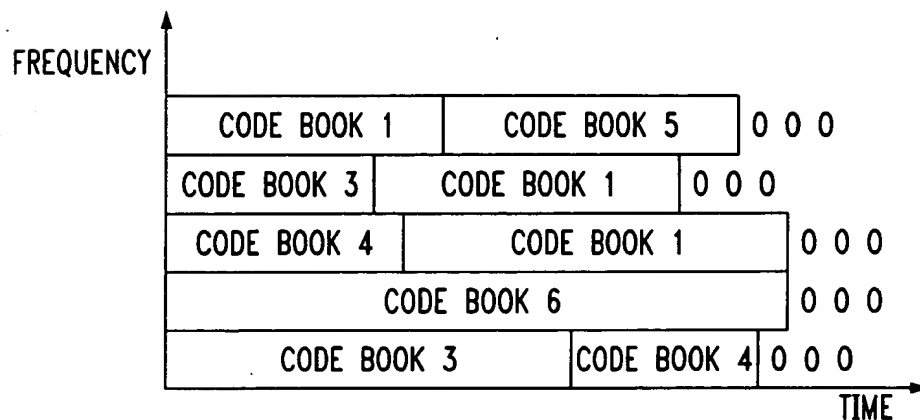 FREQUENCY
CODE BOOK 1 CODE BOOK 5 0 0 0
CODE BOOK 3 CODE BOOK 1 0 0 0
CODE BOOK 4 CODE BOOK 1 0 0 0
CODE BOOK 6 0 0 0
CODE BOOK 3 CODE BOOK 4 0 0 0
TIME